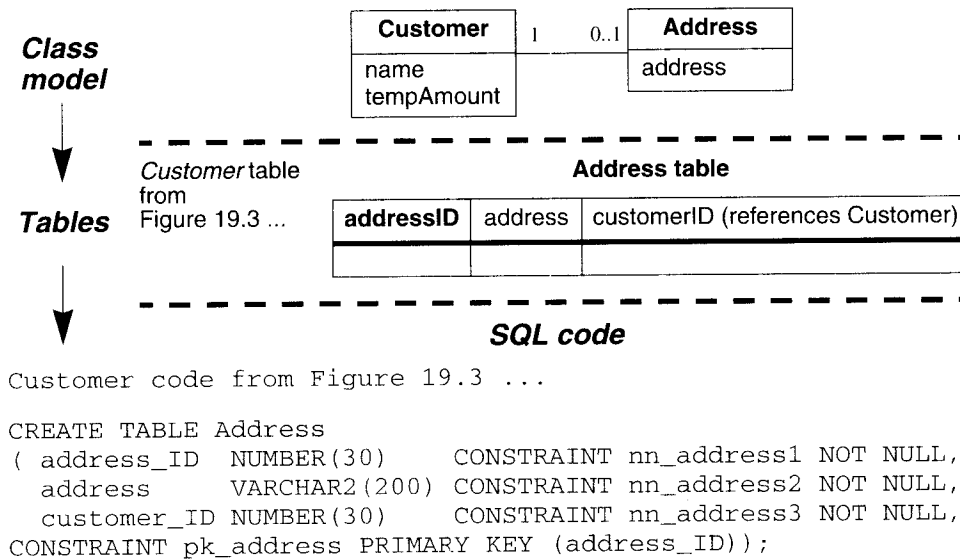 Class
model
Customer
1
0..1
Address
name
tempAmount
address
Customer table
from
Figure 19.3 ...
Address table
Tables
addressID
address
customerID (references Customer)
SQL code
Customer code from Figure 19.3 ...
CREATE TABLE Address
( address_ID NUMBER(30) CONSTRAINT nn_address1 NOT NULL,
address VARCHAR2(200) CONSTRAINT nn_address2 NOT NULL,
customer_ID NUMBER(30) CONSTRAINT nn_address3 NOT NULL,
CONSTRAINT pk_address PRIMARY KEY (address_ID));